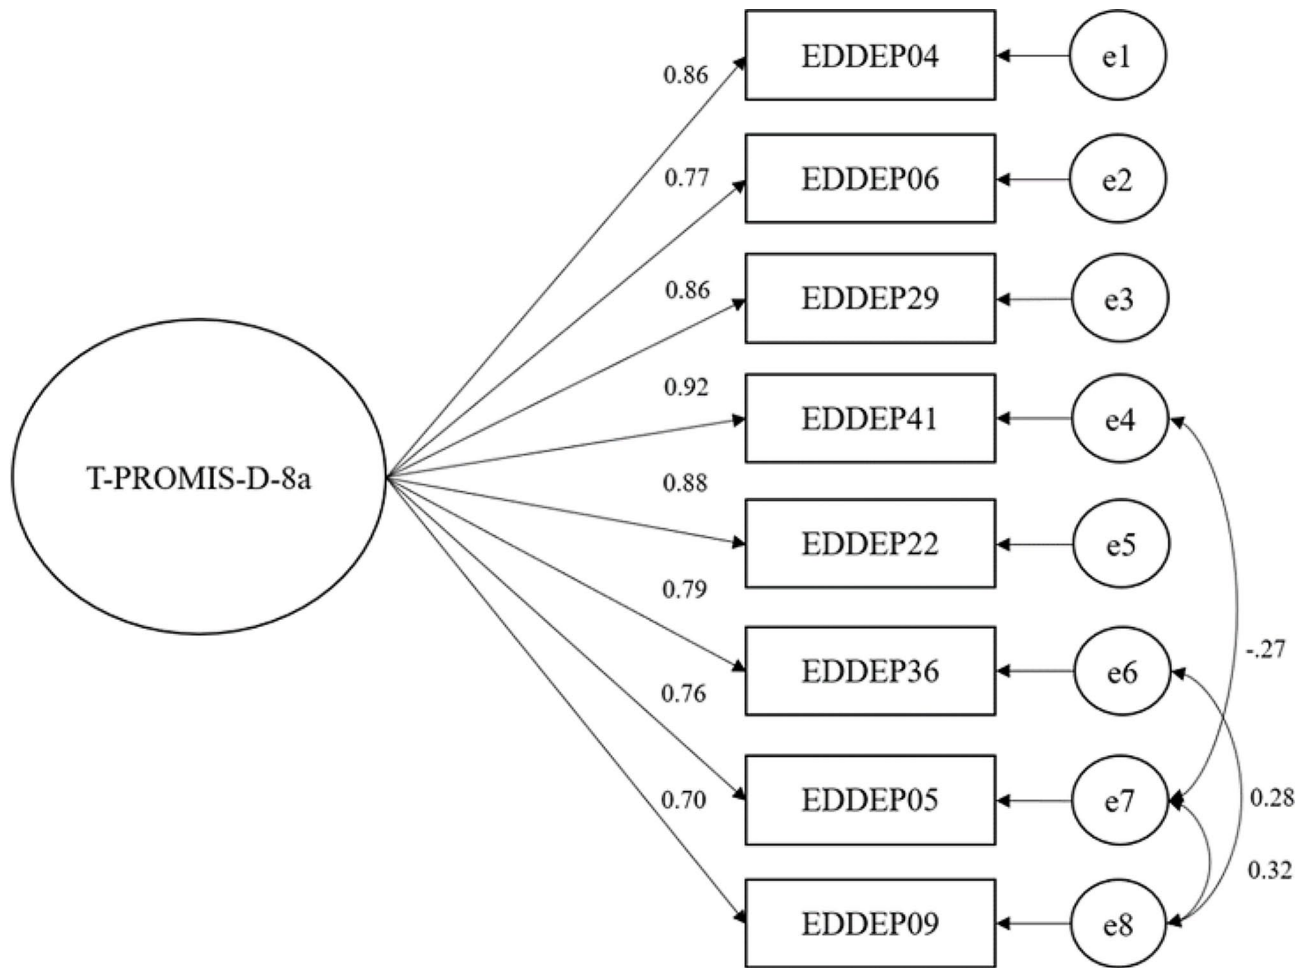 EDDEP04
e1
0.86
EDDEP06
e2
0.77
EDDEP29
e3
0.86
EDDEP41
e4
0.92
T-PROMIS-D-8a
0.88
EDDEP22
e5
0.79
-.27
EDDEP36
e6
0.76
EDDEP05
e7
0.70
0.28
0.32
EDDEP09
e8